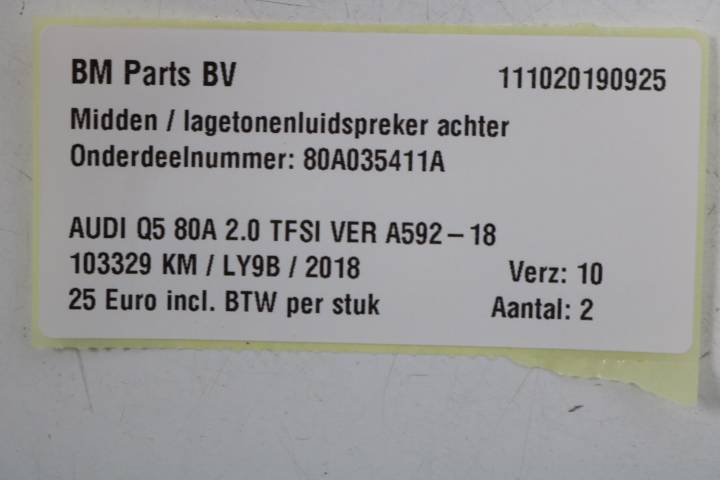 BM Parts BV 111020190925
Midden / lagetonenluidspreker achter
Onderdeelnummer: 80A035411A
AUDI Q5 80A 2.0 TFSI VER A592-18
103329 KM / LY9B / 2018 Verz: 10
25 Euro incl. BTW per stuk Aantal: 2